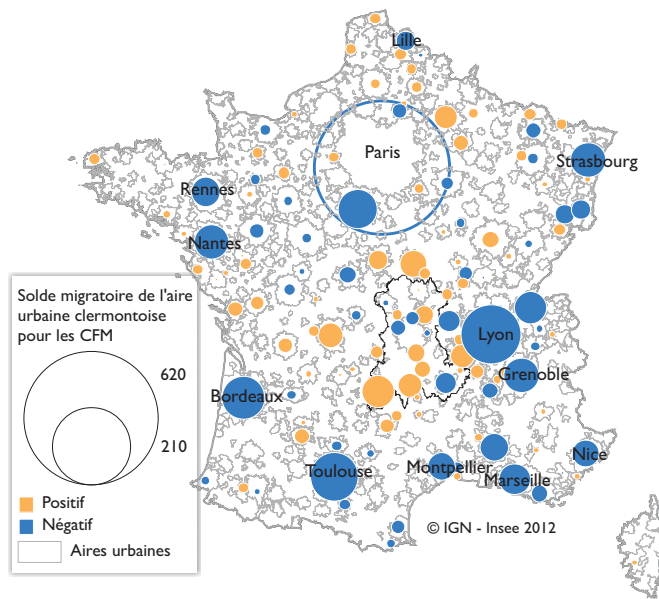 Lille
Paris
Strasbourg
Rennes
Nantes
Solde migratoire de l'aire
urbaine clermontoise
pour les CFM
620
210
Positif
Négatif
Aires urbaines
Lyon
Grenoble
Bordeaux
Toulouse
Montpellier
Nice
Marseille
© IGN - Insee 2012